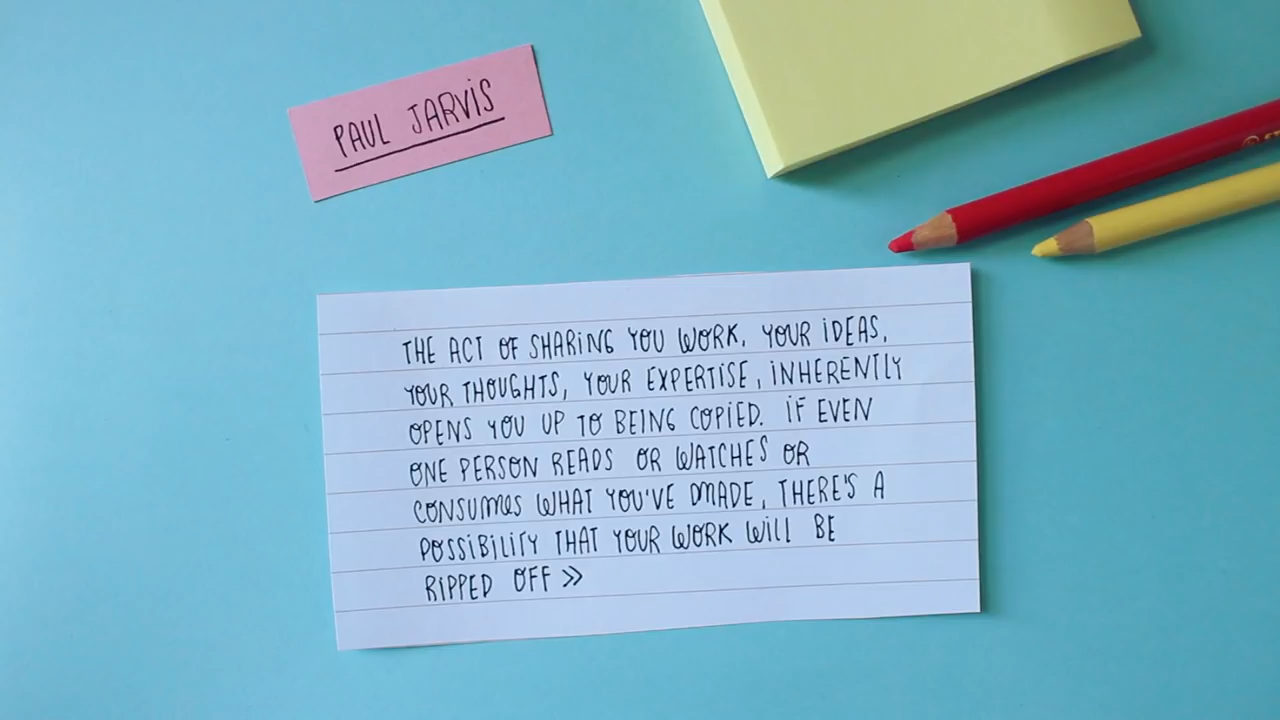 PAUL JARVIS
THE ACT OF SHARING YOU WORK, YOUR IDEAS,
YOUR THOUGHTS, YOUR EXPERTISE, INHERENTLY
OPENS YOU UP TO BEING COPIED. IF EVEN
ONE PERSON READS OR WATCHES OR
CONSUMES WHAT YOU'VE MADE, THERE'S A
POSSIBILITY THAT YOUR WORK WILL BE
RIPPED OFF >>